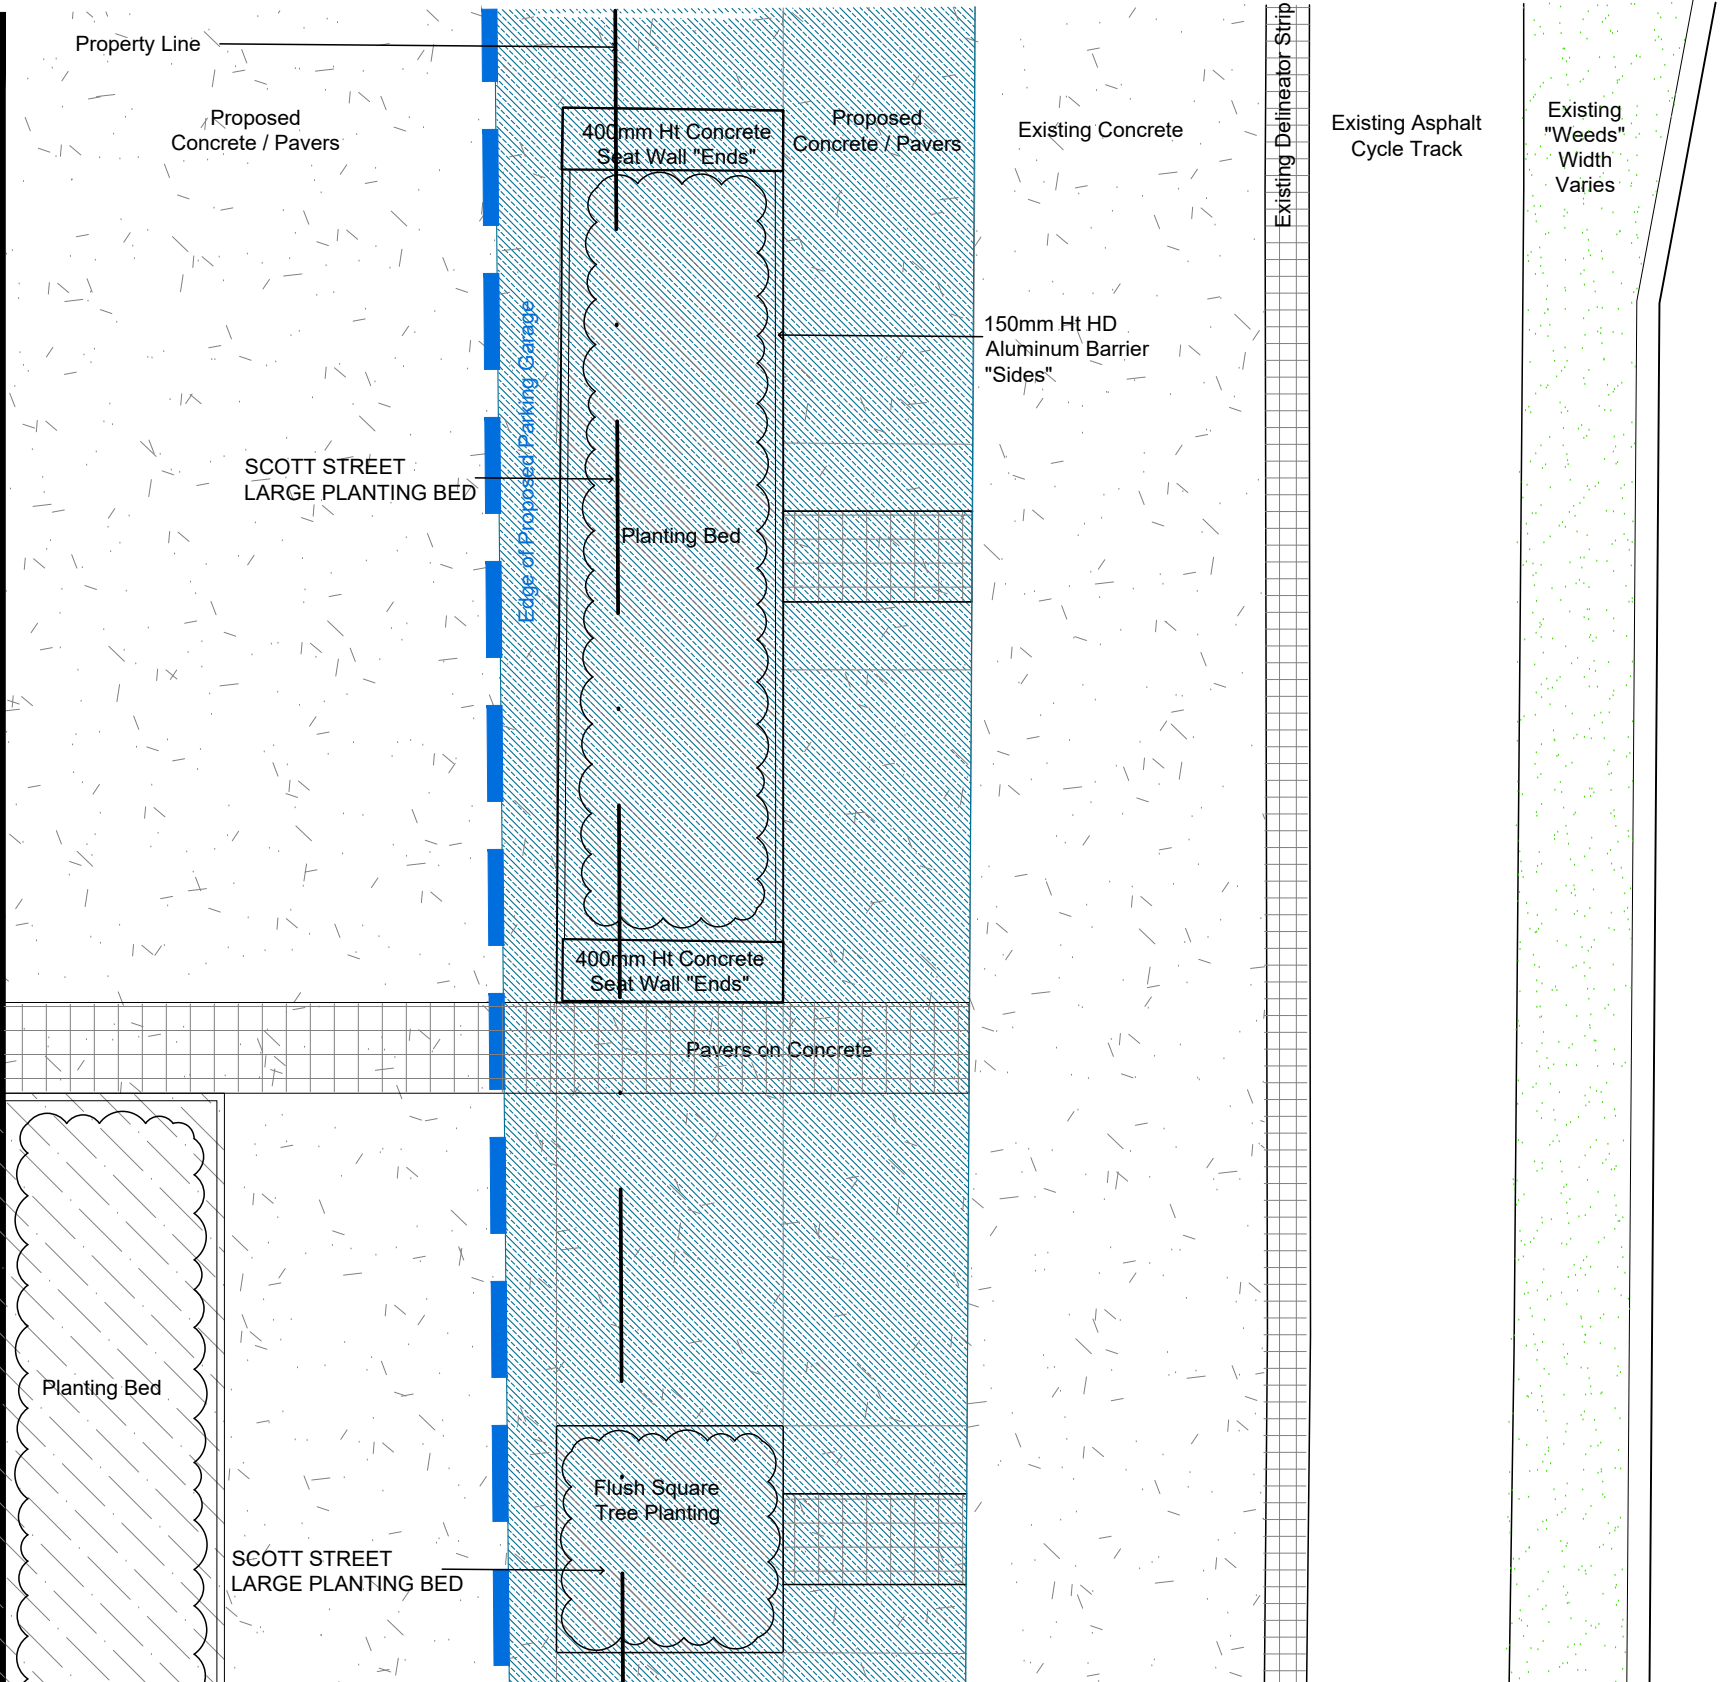 Property Line
Proposed
Concrete / Pavers
400mm Ht Concrete
Seat Wall "Ends"
Proposed
Concrete / Pavers
Existing Concrete
Existing Delineator Strip
Existing Asphalt
Cycle Track
Existing
"Weeds"
Width
Varies
Edge of Proposed Parking Garage
150mm Ht HD
Aluminum Barrier
"Sides"
SCOTT STREET
LARGE PLANTING BED
Planting Bed
400mm Ht Concrete
Seat Wall "Ends"
Pavers on Concrete
Planting Bed
Flush Square
Tree Planting
SCOTT STREET
LARGE PLANTING BED